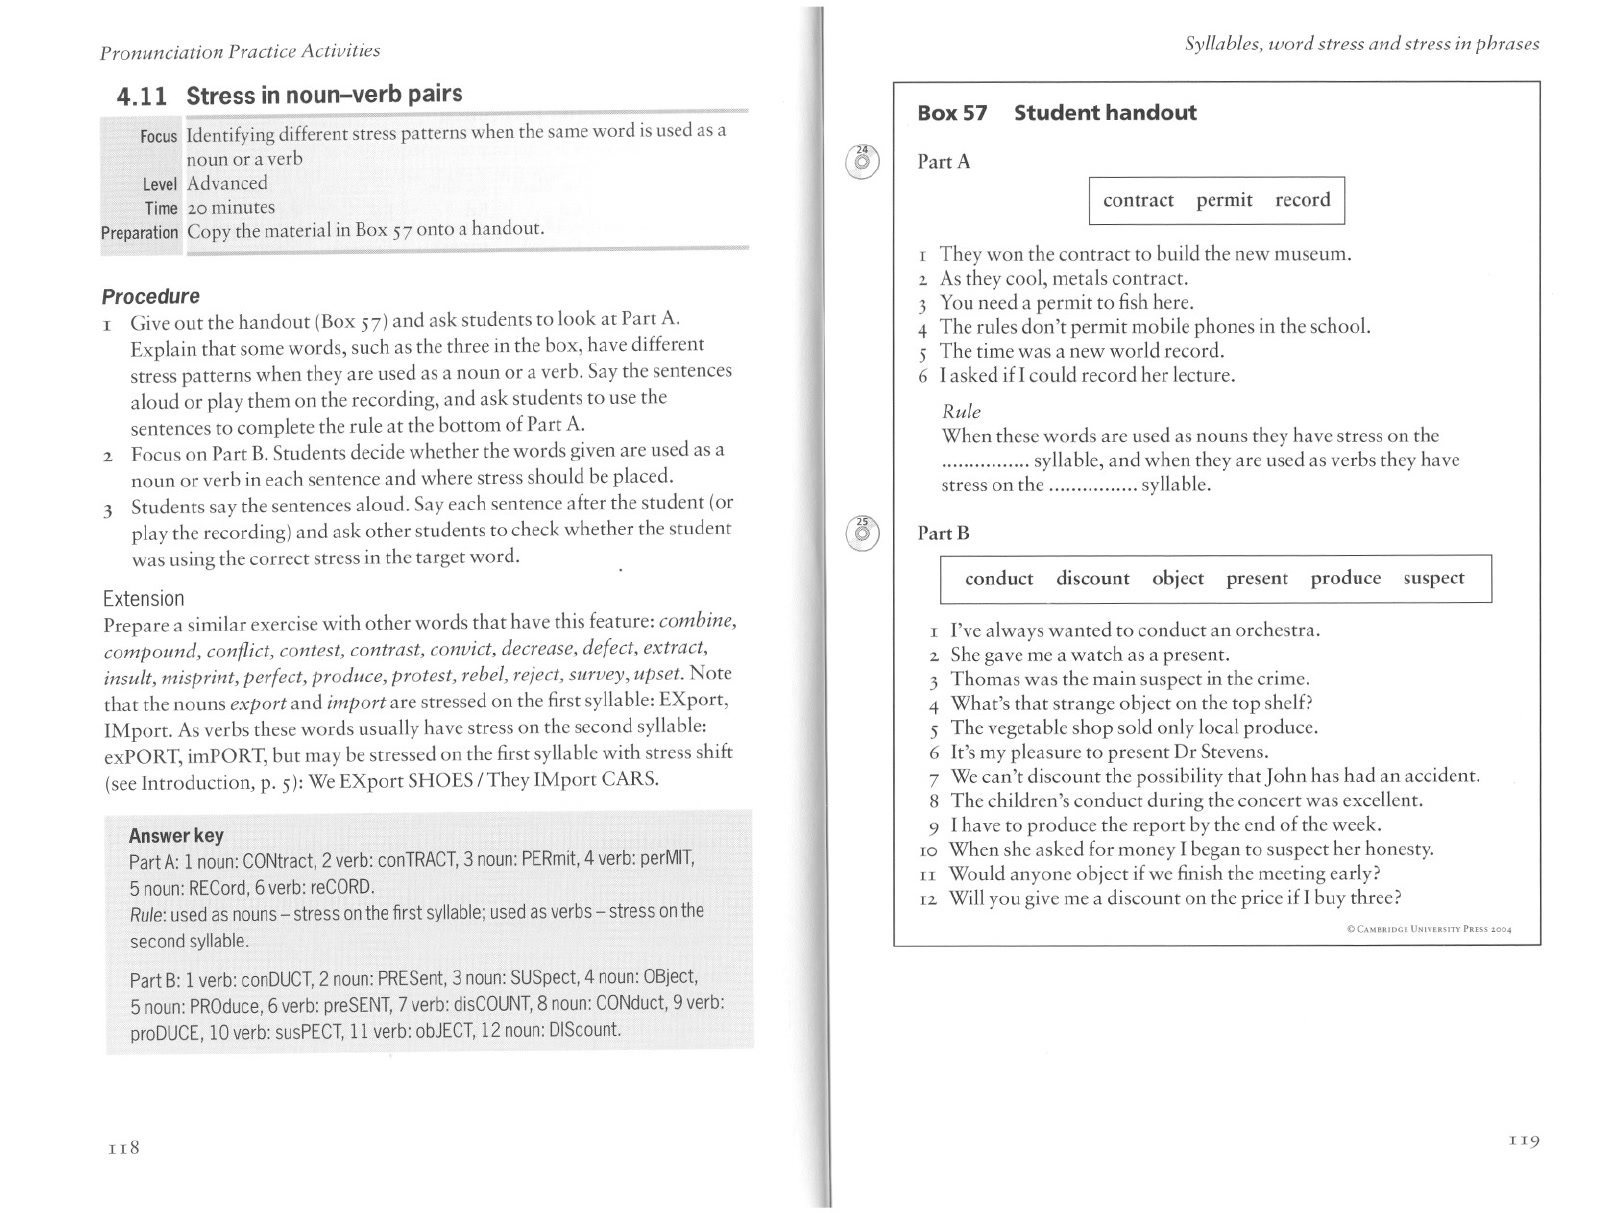 Pronunciation Practice Activities
4.11 Stress in noun–verb pairs
Focus Identifying different stress patterns when the same word is used as a
noun or a verb
Level Advanced
Time 20 minutes
Preparation Copy the material in Box 57 onto a handout.
Procedure
1 Give out the handout (Box 57) and ask students to look at Part A.
Explain that some words, such as the three in the box, have different
stress patterns when they are used as a noun or a verb. Say the sentences
aloud or play them on the recording, and ask students to use the
sentences to complete the rule at the bottom of Part A.
2 Focus on Part B. Students decide whether the words given are used as a
noun or verb in each sentence and where stress should be placed.
3 Students say the sentences aloud. Say each sentence after the student (or
play the recording) and ask other students to check whether the student
was using the correct stress in the target word.
Extension
Prepare a similar exercise with other words that have this feature: combine,
compound, conflict, contest, contrast, convict, decrease, defect, extract,
insult, misprint, perfect, produce, protest, rebel, reject, survey, upset. Note
that the nouns export and import are stressed on the first syllable: EXport,
IMport. As verbs these words usually have stress on the second syllable:
exPORT, imPORT, but may be stressed on the first syllable with stress shift
(see Introduction, p. 5): We EXport SHOES / They IMport CARS.
Answer key
Part A: 1 noun: CONtract, 2 verb: conTRACT, 3 noun: PERmit, 4 verb: perMIT,
5 noun: RECord, 6 verb: reCORD.
Rule: used as nouns – stress on the first syllable; used as verbs – stress on the
second syllable.
Part B: 1 verb: conDUCT, 2 noun: PRESent, 3 noun: SUSpect, 4 noun: OBject,
5 noun: PROduce, 6 verb: preSENT, 7 verb: disCOUNT, 8 noun: CONduct, 9 verb:
proDUCE, 10 verb: susPECT, 11 verb: obJECT, 12 noun: DIScount.
118
Syllables, word stress and stress in phrases
Box 57 Student handout
24
Part A
contract permit record
1 They won the contract to build the new museum.
2 As they cool, metals contract.
3 You need a permit to fish here.
4 The rules don't permit mobile phones in the school.
5 The time was a new world record.
6 I asked if I could record her lecture.
Rule
When these words are used as nouns they have stress on the
................ syllable, and when they are used as verbs they have
stress on the ................ syllable.
25
Part B
conduct discount object present produce suspect
1 I've always wanted to conduct an orchestra.
2 She gave me a watch as a present.
3 Thomas was the main suspect in the crime.
4 What's that strange object on the top shelf?
5 The vegetable shop sold only local produce.
6 It's my pleasure to present Dr Stevens.
7 We can't discount the possibility that John has had an accident.
8 The children's conduct during the concert was excellent.
9 I have to produce the report by the end of the week.
10 When she asked for money I began to suspect her honesty.
11 Would anyone object if we finish the meeting early?
12 Will you give me a discount on the price if I buy three?
© CAMBRIDGE UNIVERSITY PRESS 2004
119